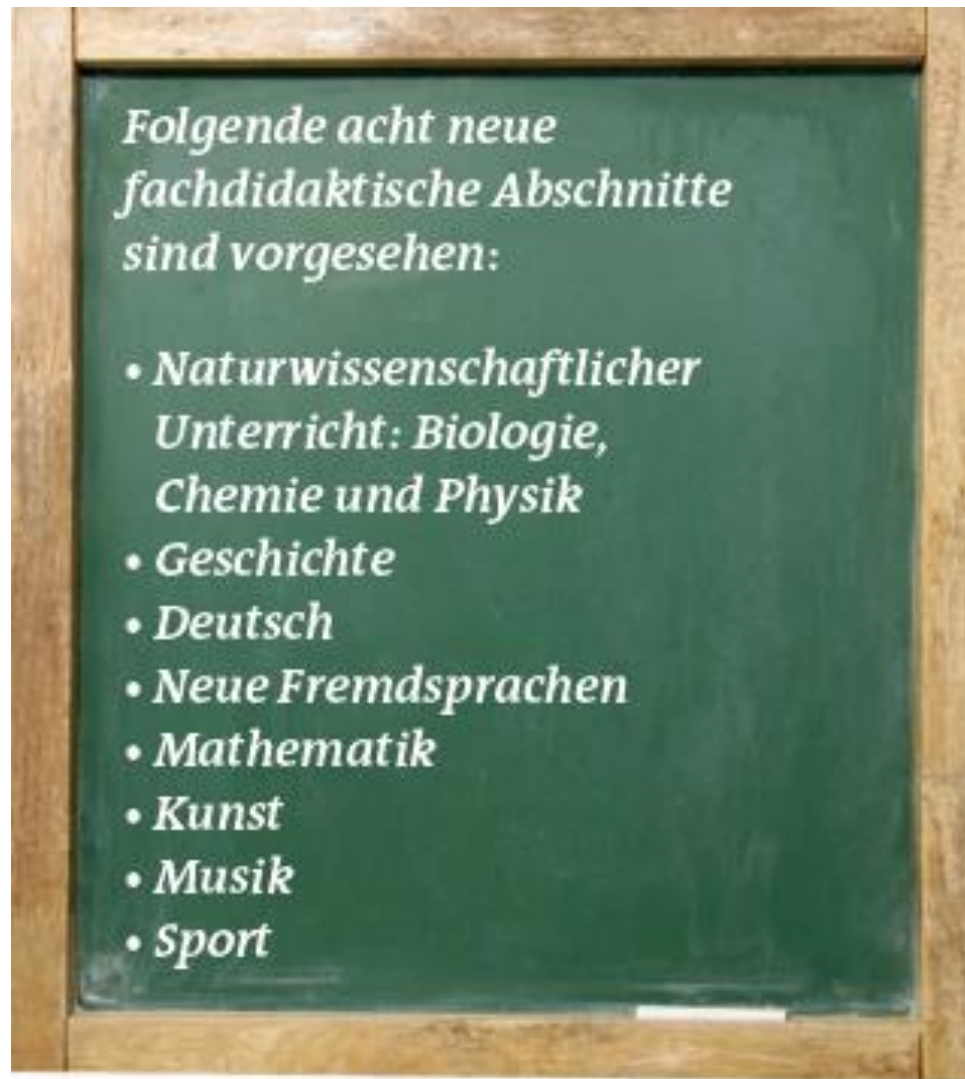 Folgende acht neue
fachdidaktische Abschnitte
sind vorgesehen:
• Naturwissenschaftlicher
Unterricht: Biologie,
Chemie und Physik
• Geschichte
• Deutsch
• Neue Fremdsprachen
• Mathematik
• Kunst
• Musik
• Sport